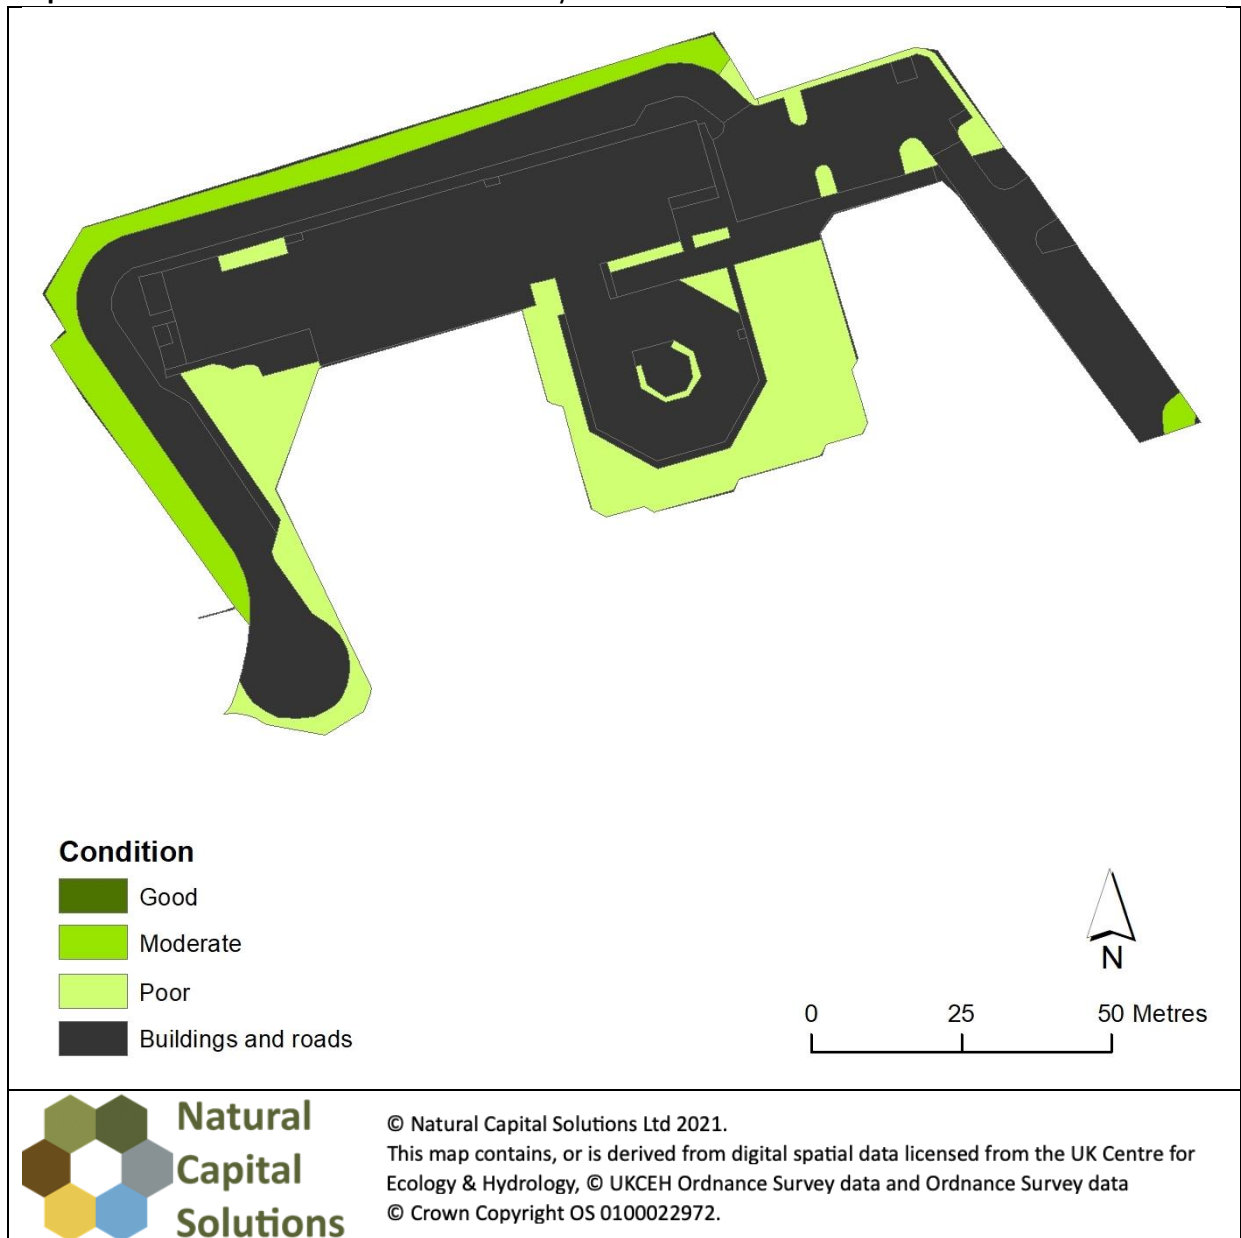 Condition
Good
Moderate
Poor
Buildings and roads
N
0 25 50 Metres
Natural
Capital
Solutions
© Natural Capital Solutions Ltd 2021.
This map contains, or is derived from digital spatial data licensed from the UK Centre for
Ecology & Hydrology, © UKCEH Ordnance Survey data and Ordnance Survey data
© Crown Copyright OS 0100022972.